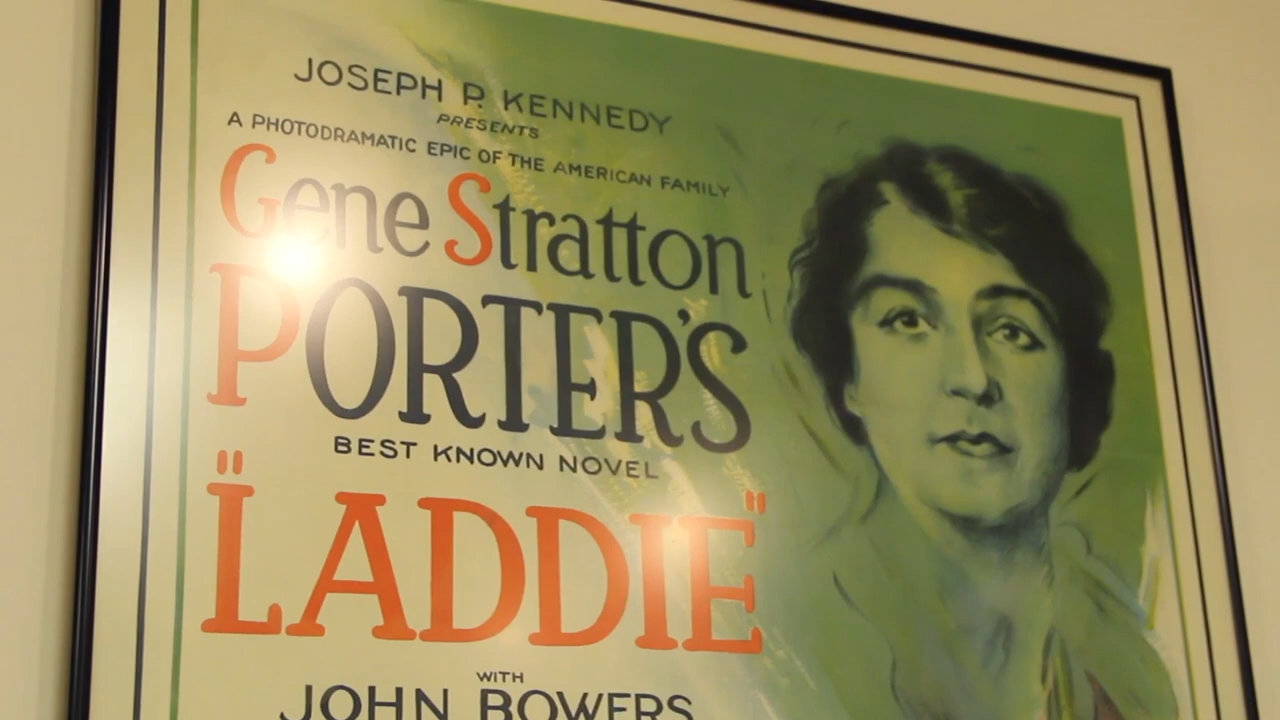 JOSEPH P. KENNEDY
PRESENTS
A PHOTODRAMATIC EPIC OF THE AMERICAN FAMILY
Gene Stratton
PORTER'S
BEST KNOWN NOVEL
"LADDIE"
WITH
JOHN BOWERS